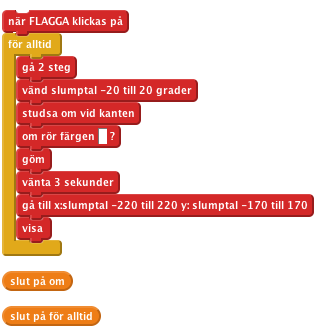 när FLAGGA klickas på
för alltid
gå 2 steg
vänd slumptal -20 till 20 grader
studsa om vid kanten
om rör färgen ?
göm
vänta 3 sekunder
gå till x:slumptal -220 till 220 y: slumptal -170 till 170
visa
slut på om
slut på för alltid